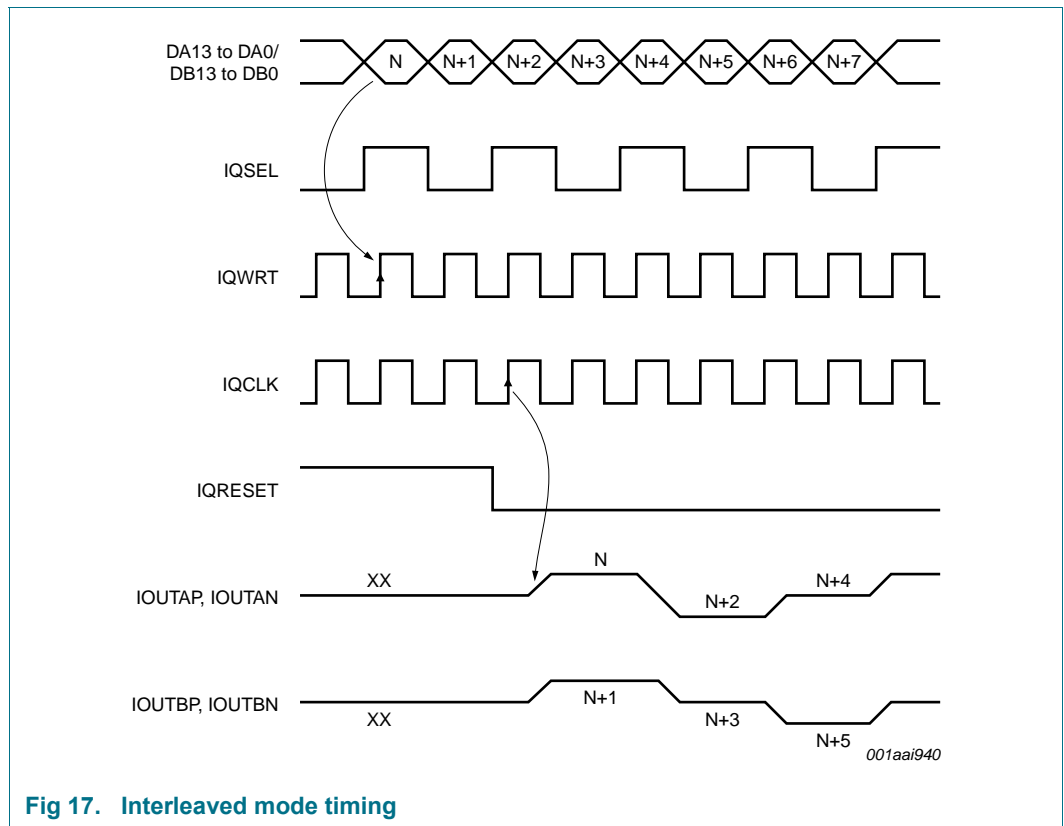 DA13 to DA0/
DB13 to DB0
N N+1 N+2 N+3 N+4 N+5 N+6 N+7
IQSEL
IQWRT
IQCLK
IQRESET
IOUTAP, IOUTAN
XX N N+2 N+4
IOUTBP, IOUTBN
XX N+1 N+3 N+5
001aai940
Fig 17. Interleaved mode timing